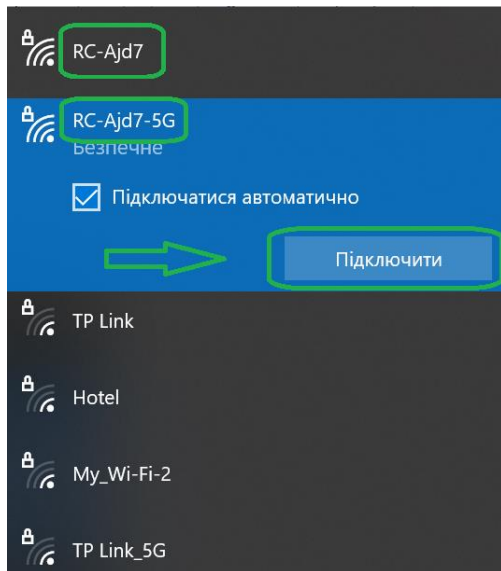 RC-Ajd7
RC-Ajd7-5G
Безпечне
Підключатися автоматично
Підключити
TP Link
Hotel
My_Wi-Fi-2
TP Link_5G